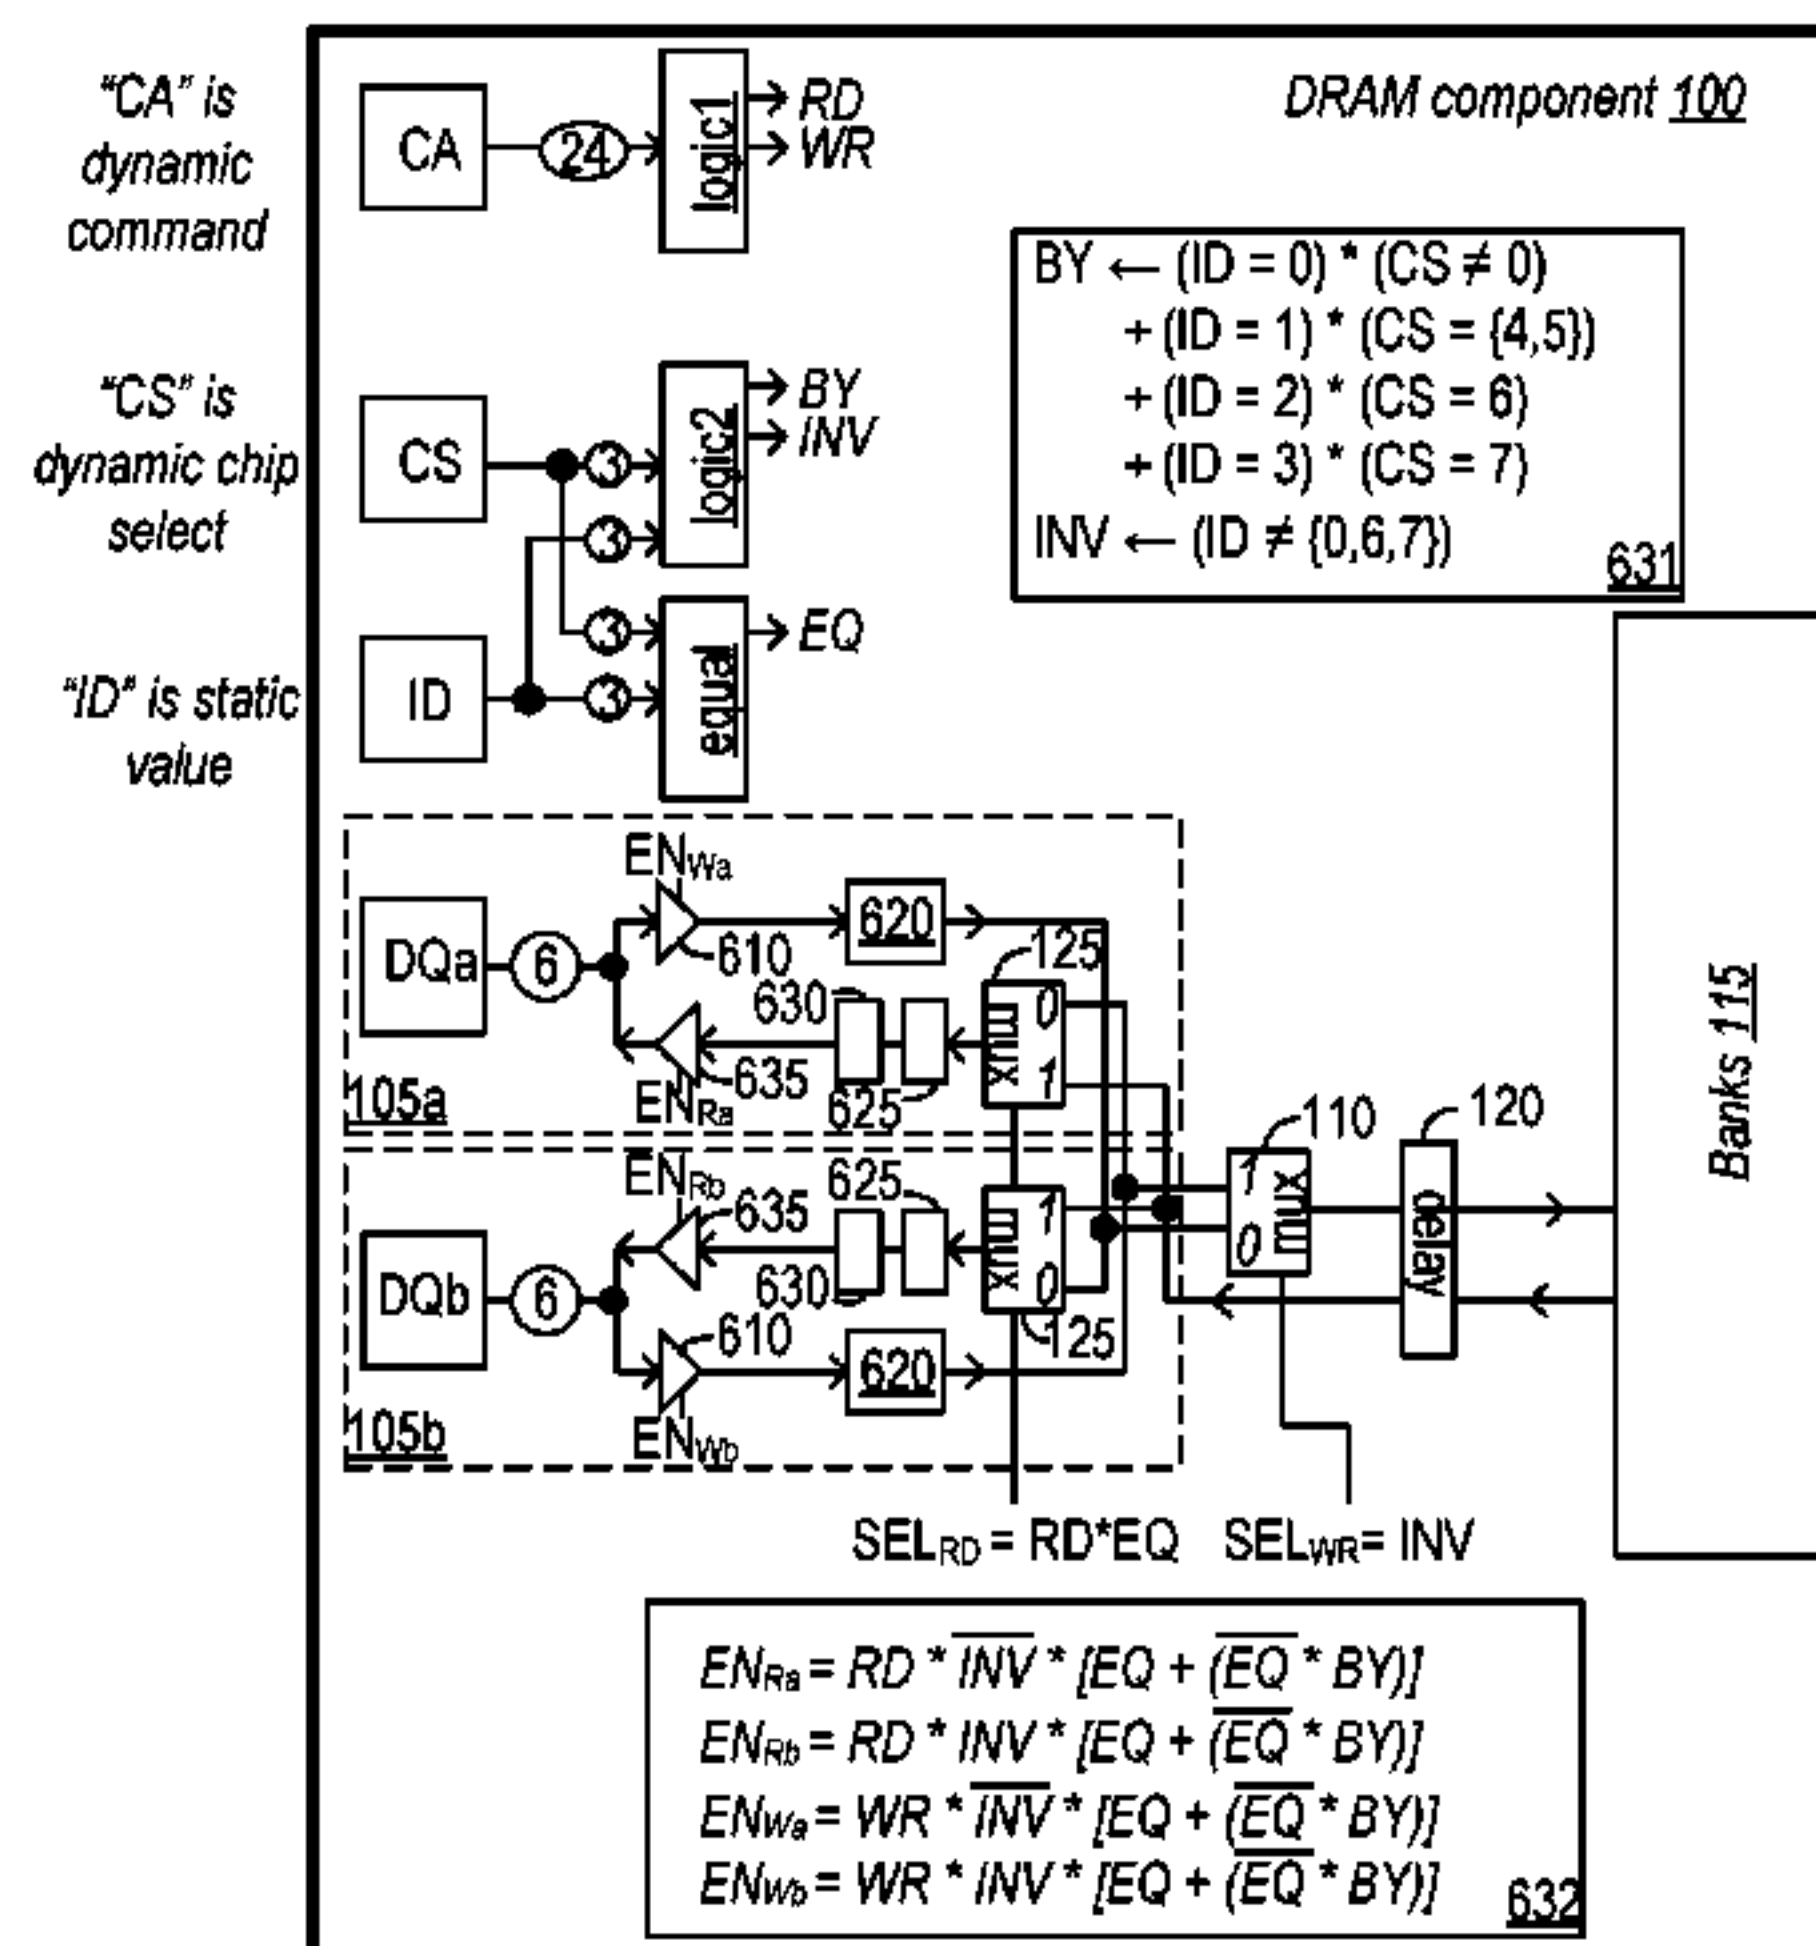 "CA" is
dynamic
command
CA
24
logic1
RD
WR
DRAM component 100
BY ← (ID = 0) * (CS ≠ 0)
+ (ID = 1) * (CS = {4,5})
+ (ID = 2) * (CS = 6)
+ (ID = 3) * (CS = 7)
INV ← (ID ≠ {0,6,7})
631
"CS" is
dynamic chip
select
CS
3
3
logic2
BY
INV
"ID" is static
value
ID
3
3
equal
EQ
ENWa
DQa
6
610
620
125
630
625
mux
0
1
635
ENRa
105a
ENRb
DQb
6
635
625
630
mux
1
0
125
610
620
ENWb
105b
110
1
0
mux
120
delay
Banks 115
SELRD = RD*EQ
SELWR= INV
ENRa = RD * \overline{INV} * [EQ + (\overline{EQ} * BY)]
ENRb = RD * INV * [EQ + (\overline{EQ} * BY)]
ENWa = WR * \overline{INV} * [EQ + (\overline{EQ} * BY)]
ENWb = WR * INV * [EQ + (\overline{EQ} * BY)]
632